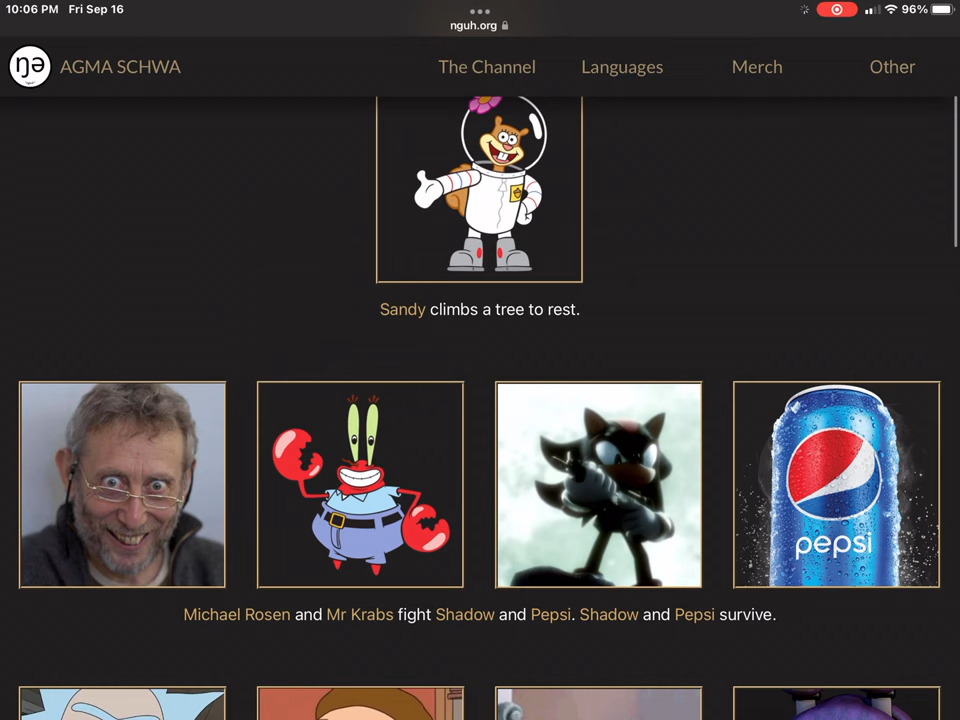 10:06 PM Fri Sep 16
96%
nguh.org
ŋə
AGMA SCHWA
The Channel
Languages
Merch
Other
Sandy climbs a tree to rest.
pepsi
Michael Rosen and Mr Krabs fight Shadow and Pepsi. Shadow and Pepsi survive.